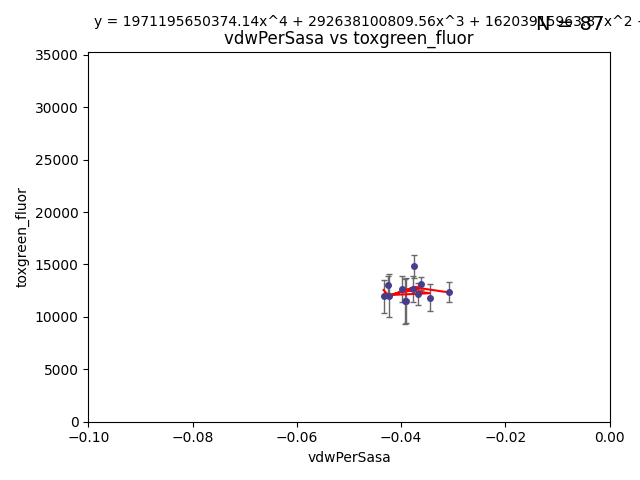 y = 1971195650374.14x^4 + 292638100809.56x^3 + 16203915963.87x^2 +
N = 87
vdwPerSasa vs toxgreen_fluor
35000
30000
25000
20000
15000
10000
5000
0
toxgreen_fluor
−0.10
−0.08
−0.06
−0.04
−0.02
0.00
vdwPerSasa